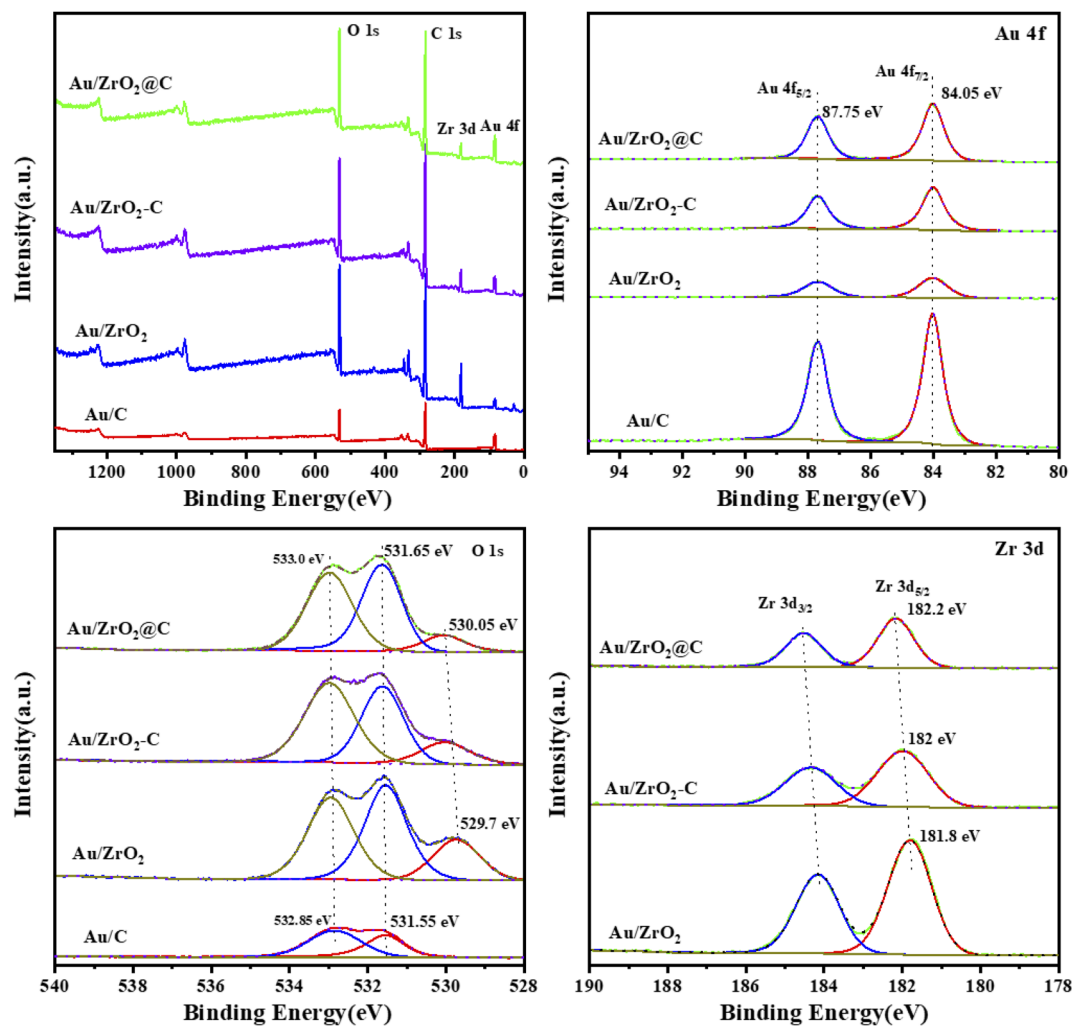 O 1s
C 1s
Au/ZrO2@C
Zr 3d
Au 4f
Au/ZrO2-C
Au/ZrO2
Au/C
Intensity(a.u.)
1200
1000
800
600
400
200
0
Binding Energy(eV)
Au 4f
Au 4f7/2
Au 4f5/2
84.05 eV
87.75 eV
Au/ZrO2@C
Au/ZrO2-C
Au/ZrO2
Au/C
Intensity(a.u.)
94
92
90
88
86
84
82
80
Binding Energy(eV)
533.0 eV
531.65 eV
O 1s
530.05 eV
Au/ZrO2@C
Au/ZrO2-C
529.7 eV
Au/ZrO2
532.85 eV
531.55 eV
Au/C
Intensity(a.u.)
540
538
536
534
532
530
528
Binding Energy(eV)
Zr 3d
Zr 3d5/2
Zr 3d3/2
182.2 eV
Au/ZrO2@C
182 eV
Au/ZrO2-C
181.8 eV
Au/ZrO2
Intensity(a.u.)
190
188
186
184
182
180
178
Binding Energy(eV)